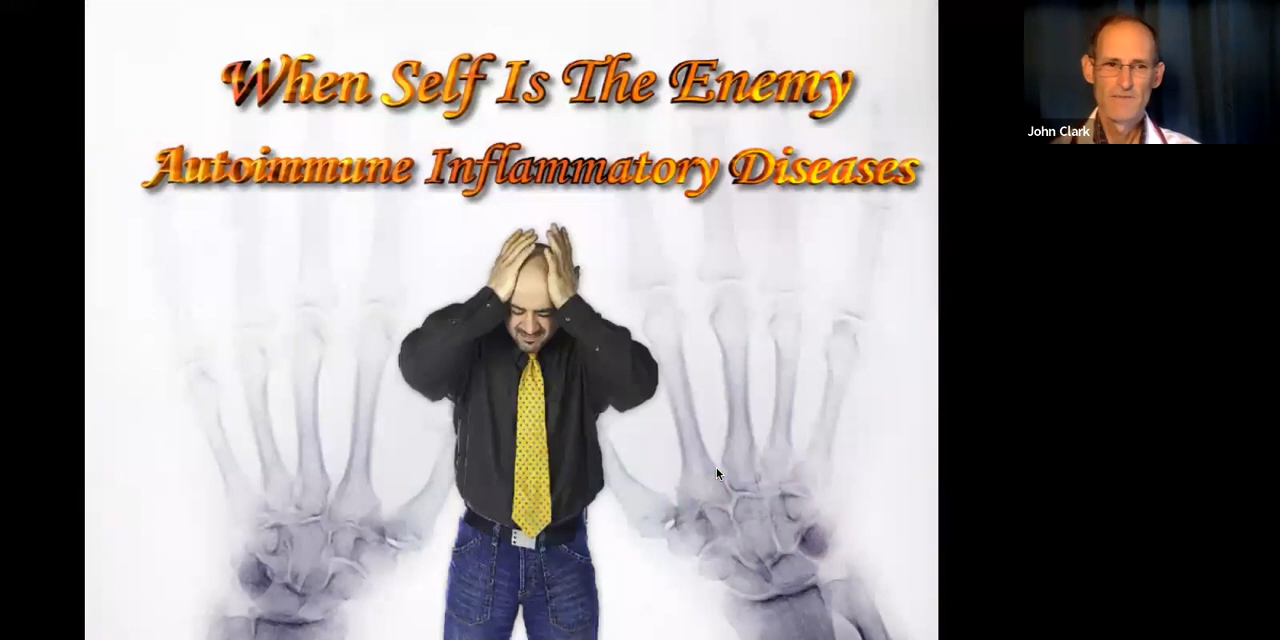 When Self Is The Enemy
Autoimmune Inflammatory Diseases
John Clark